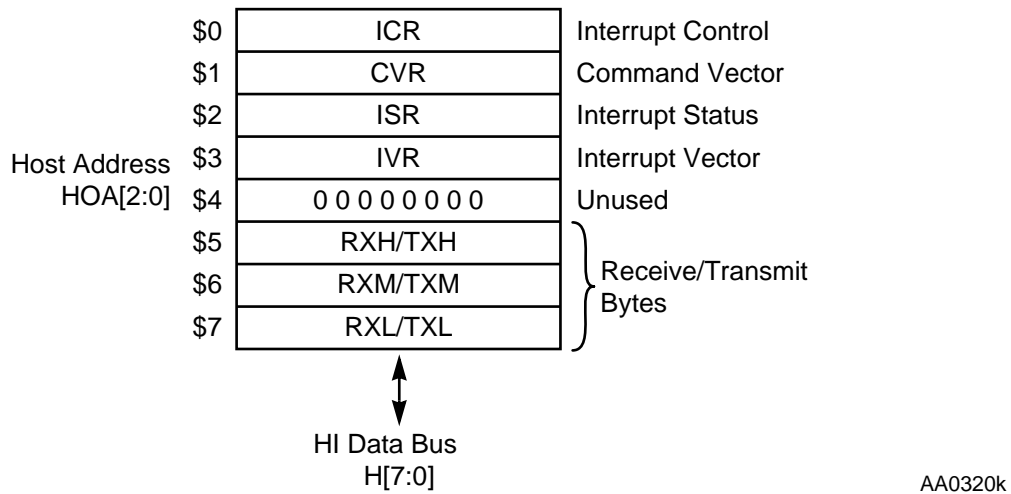 $0 ICR Interrupt Control
$1 CVR Command Vector
$2 ISR Interrupt Status
Host Address
HOA[2:0]
$3 IVR Interrupt Vector
$4 0 0 0 0 0 0 0 0 Unused
$5 RXH/TXH
$6 RXM/TXM
$7 RXL/TXL
Receive/Transmit
Bytes
HI Data Bus
H[7:0]
AA0320k